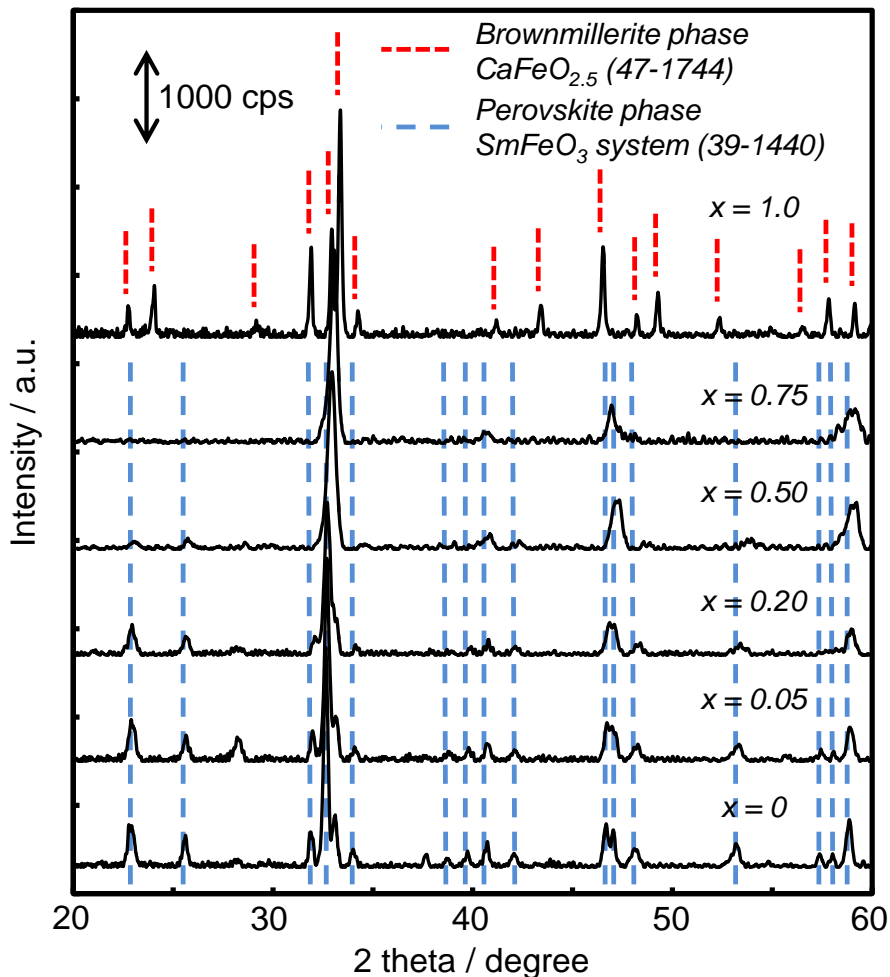 Brownmillerite phase
CaFeO2.5 (47-1744)
1000 cps
Perovskite phase
SmFeO3 system (39-1440)
x = 1.0
x = 0.75
x = 0.50
x = 0.20
x = 0.05
x = 0
Intensity / a.u.
20 30 40 50 60
2 theta / degree